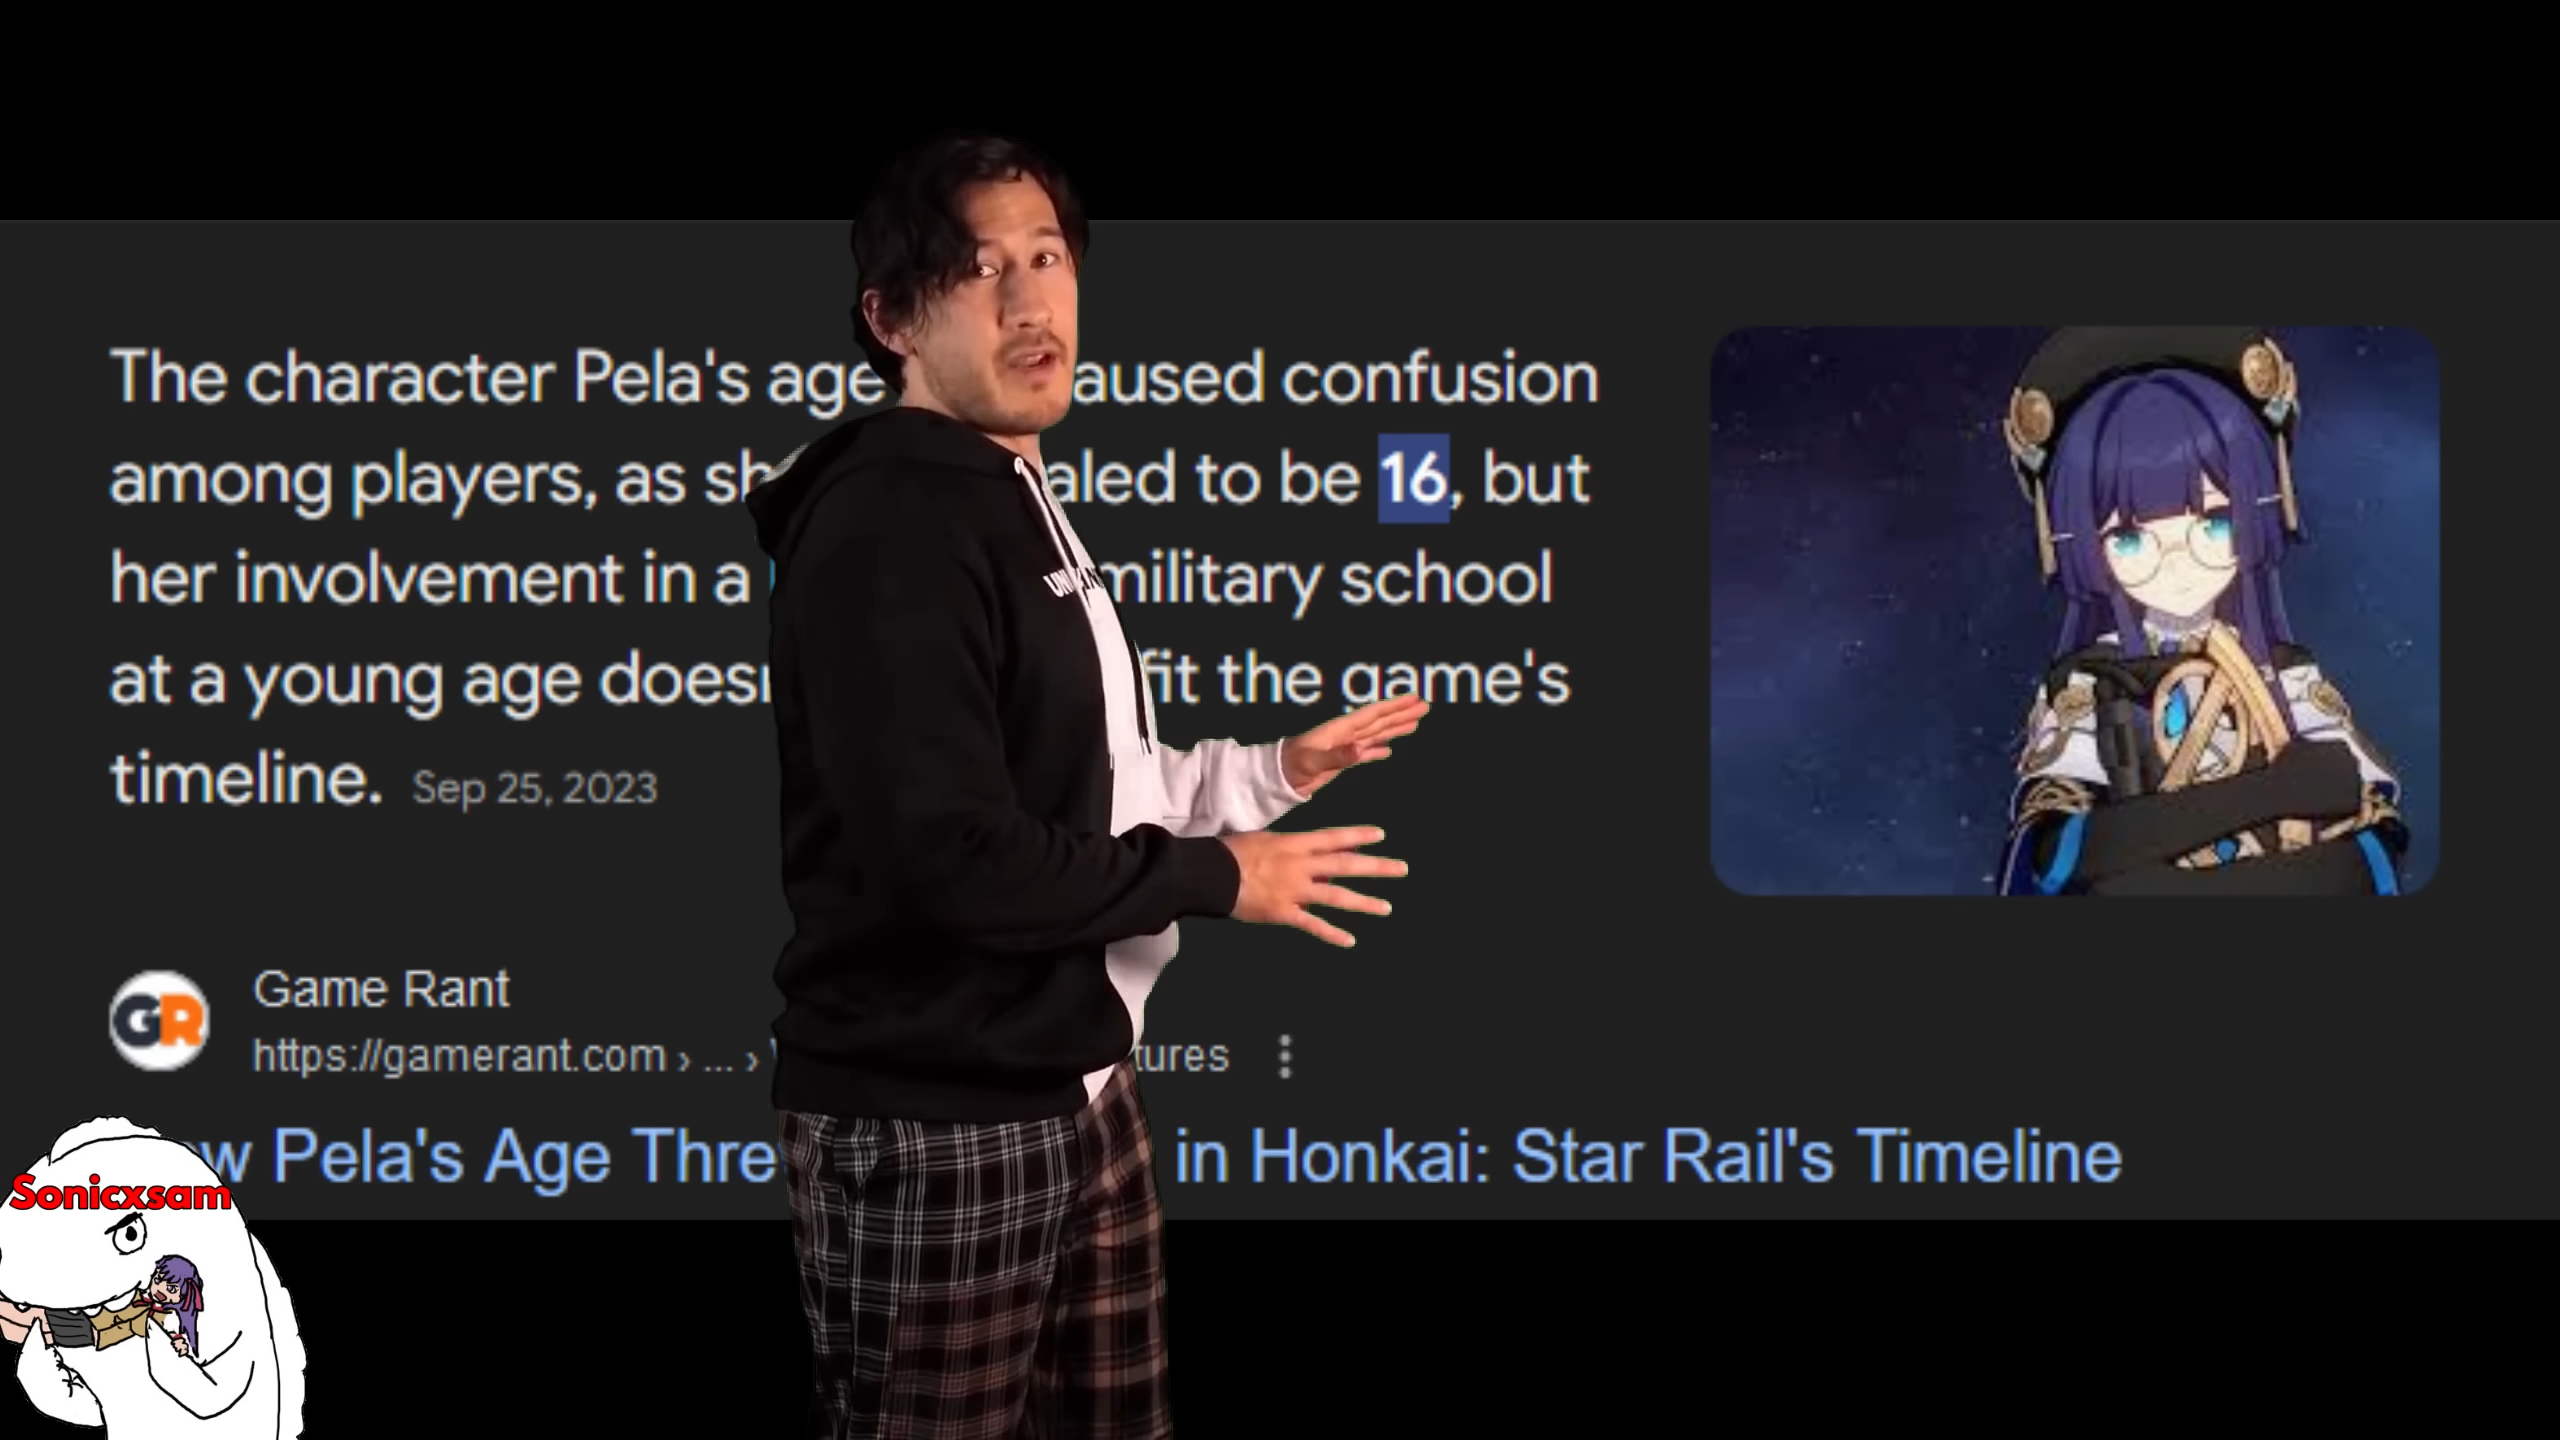 The character Pela's age aused confusion
among players, as sh aled to be 16, but
her involvement in a military school
at a young age does fit the game's
timeline. Sep 25, 2023
GR
Game Rant
https://gamerant.com › ... › tures
w Pela's Age Thre in Honkai: Star Rail's Timeline
Sonicxsam